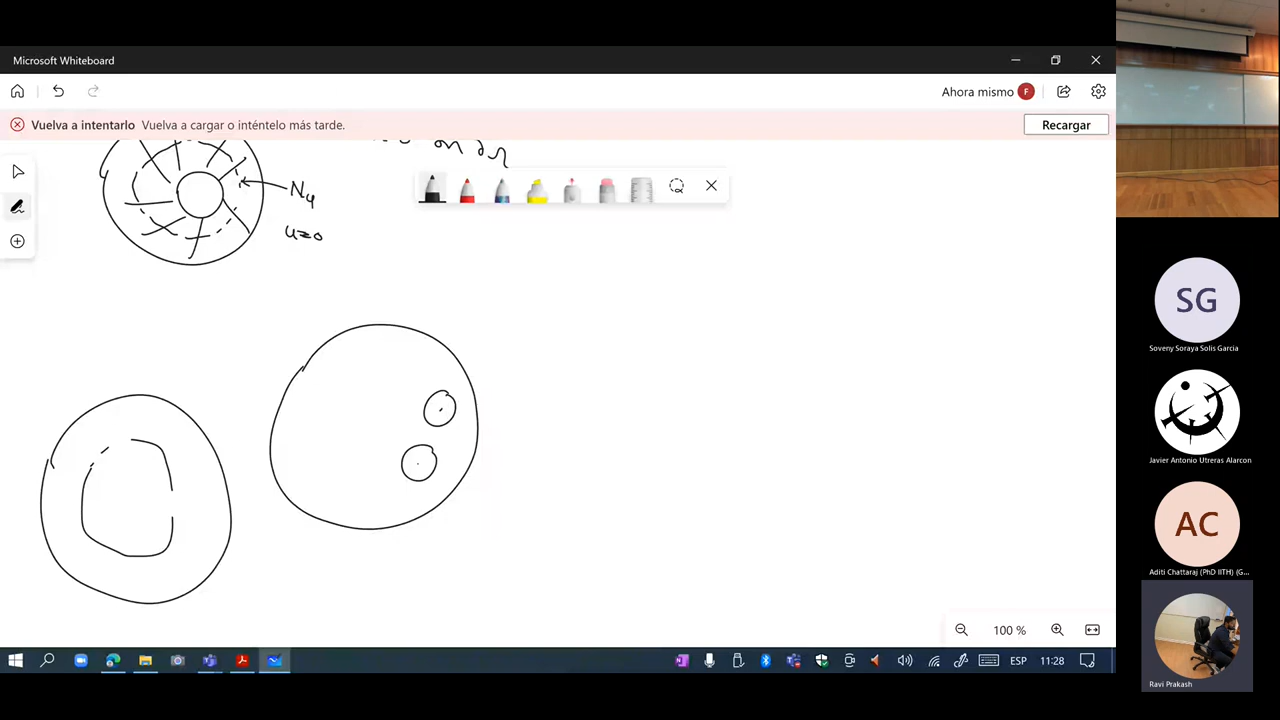 Microsoft Whiteboard
Ahora mismo F
Vuelva a intentarlo Vuelva a cargar o inténtelo más tarde. Recargar
N4
u=0
100 %
ESP 11:28
SG
Soveny Soraya Solis Garcia
Javier Antonio Utreras Alarcon
AC
Aditi Chattaraj (PhD IITH) (G...
Ravi Prakash